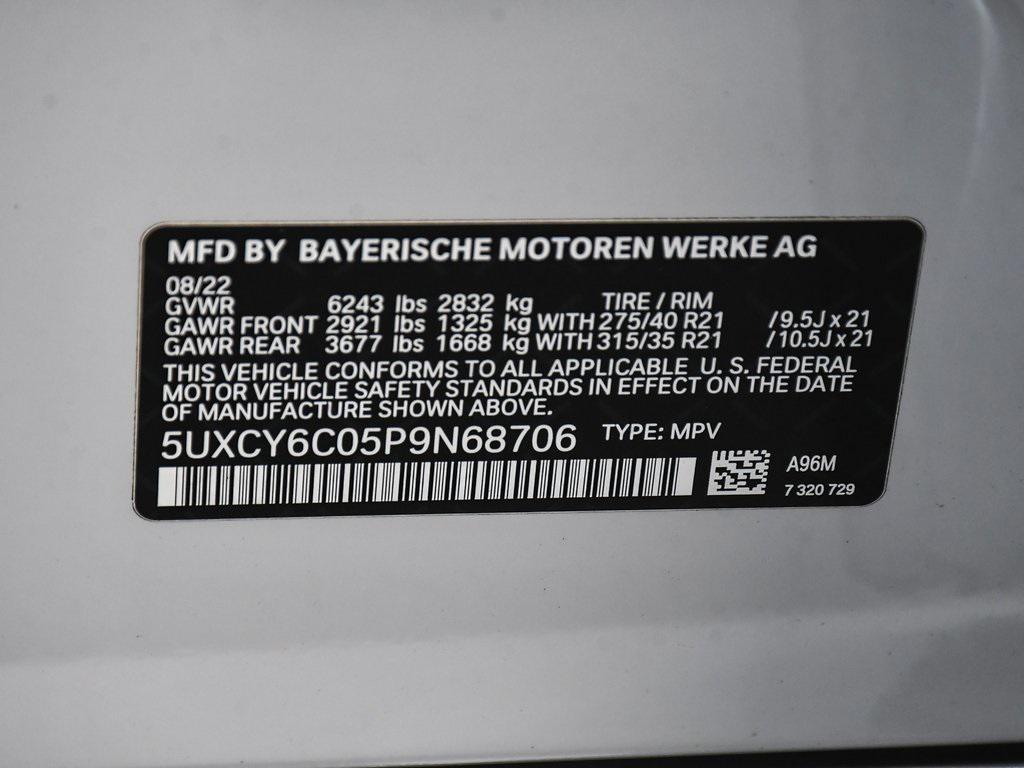 MFD BY BAYERISCHE MOTOREN WERKE AG
08/22
GVWR 6243 lbs 2832 kg TIRE / RIM
GAWR FRONT 2921 lbs 1325 kg WITH 275/40 R21 /9.5J x 21
GAWR REAR 3677 lbs 1668 kg WITH 315/35 R21 /10.5J x 21
THIS VEHICLE CONFORMS TO ALL APPLICABLE U. S. FEDERAL
MOTOR VEHICLE SAFETY STANDARDS IN EFFECT ON THE DATE
OF MANUFACTURE SHOWN ABOVE.
5UXCY6C05P9N68706 TYPE: MPV
A96M
7 320 729